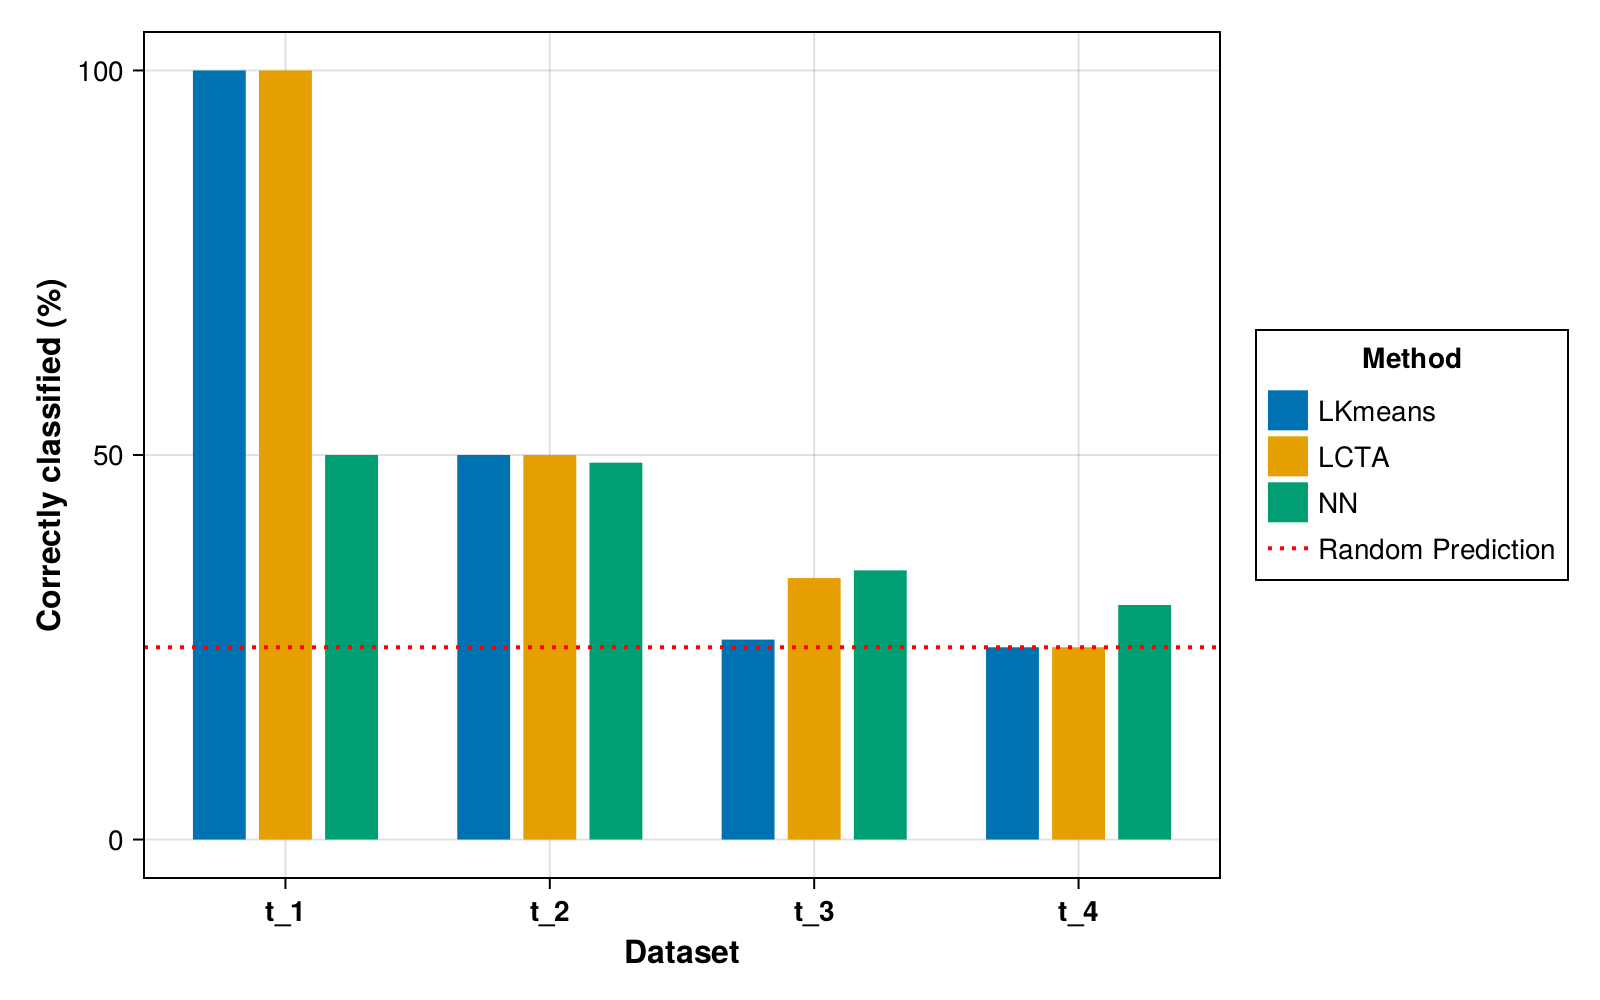 Correctly classified (%)
100
50
0
t_1
t_2
t_3
t_4
Dataset
Method
LKmeans
LCTA
NN
Random Prediction